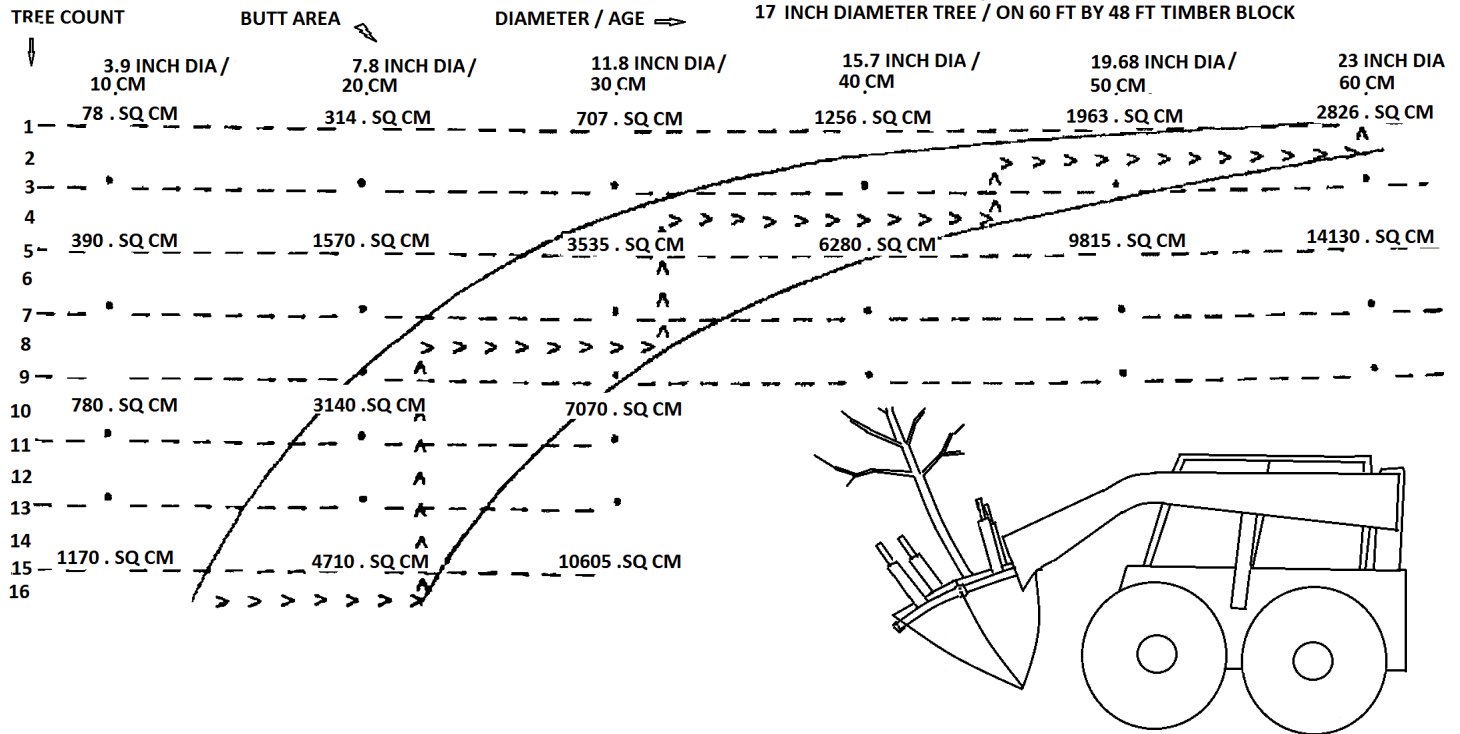 TREE COUNT BUTT AREA DIAMETER / AGE 17 INCH DIAMETER TREE / ON 60 FT BY 48 FT TIMBER BLOCK
3.9 INCH DIA / 7.8 INCH DIA / 11.8 INCN DIA / 15.7 INCH DIA / 19.68 INCH DIA / 23 INCH DIA
10 CM 20 CM 30 CM 40 CM 50 CM 60 CM
78 . SQ CM 314 . SQ CM 707 . SQ CM 1256 . SQ CM 1963 . SQ CM 2826 . SQ CM
1
2
3
4
390 . SQ CM 1570 . SQ CM 3535 . SQ CM 6280 . SQ CM 9815 . SQ CM 14130 . SQ CM
5
6
7
8
9
10 780 . SQ CM 3140 .SQ CM 7070 . SQ CM
11
12
13
14
1170 . SQ CM 4710 . SQ CM 10605 . SQ CM
15
16